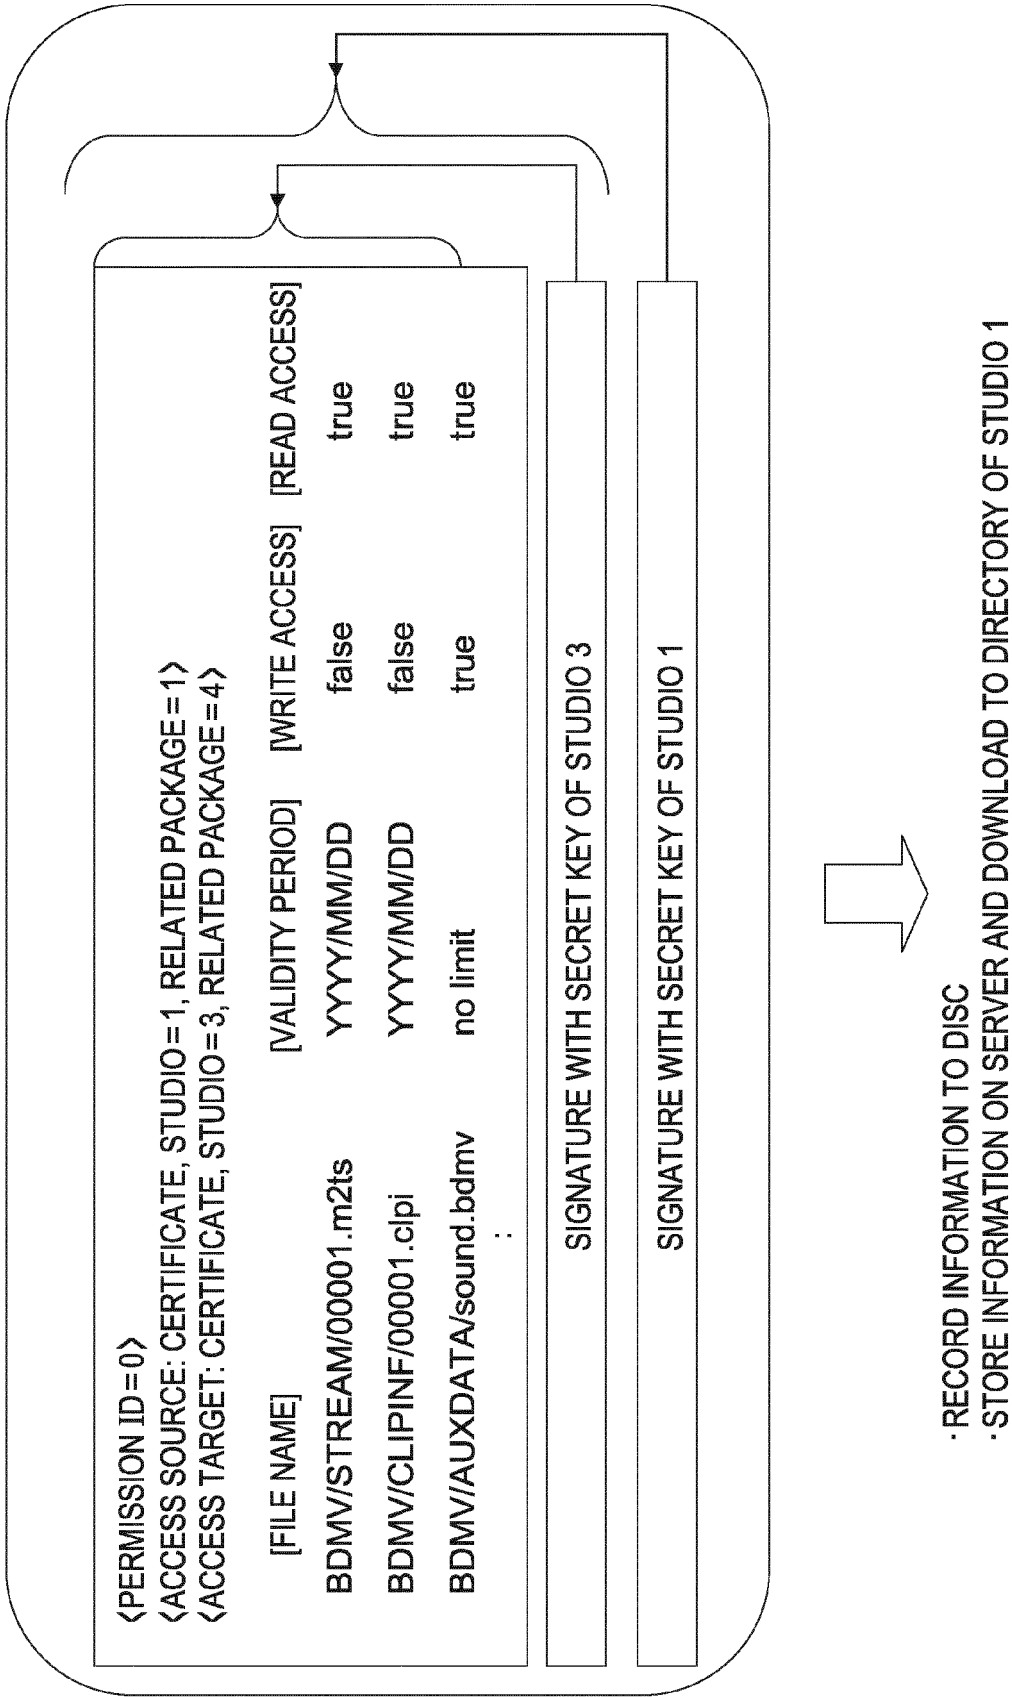 <PERMISSION ID=0>
<ACCESS SOURCE: CERTIFICATE, STUDIO=1, RELATED PACKAGE=1>
<ACCESS TARGET: CERTIFICATE, STUDIO=3, RELATED PACKAGE=4>
[FILE NAME] [VALIDITY PERIOD] [WRITE ACCESS] [READ ACCESS]
BDMV/STREAM/00001.m2ts YYYY/MM/DD false true
BDMV/CLIPINF/00001.clpi YYYY/MM/DD false true
BDMV/AUXDATA/sound.bdmv no limit true true
:
SIGNATURE WITH SECRET KEY OF STUDIO 3
SIGNATURE WITH SECRET KEY OF STUDIO 1
· RECORD INFORMATION TO DISC
· STORE INFORMATION ON SERVER AND DOWNLOAD TO DIRECTORY OF STUDIO 1